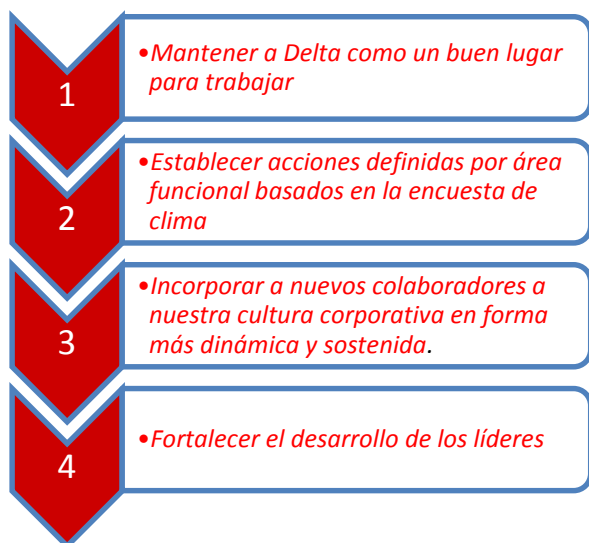 1
•Mantener a Delta como un buen lugar
para trabajar
2
•Establecer acciones definidas por área
funcional basados en la encuesta de
clima
3
•Incorporar a nuevos colaboradores a
nuestra cultura corporativa en forma
más dinámica y sostenida.
4
•Fortalecer el desarrollo de los líderes